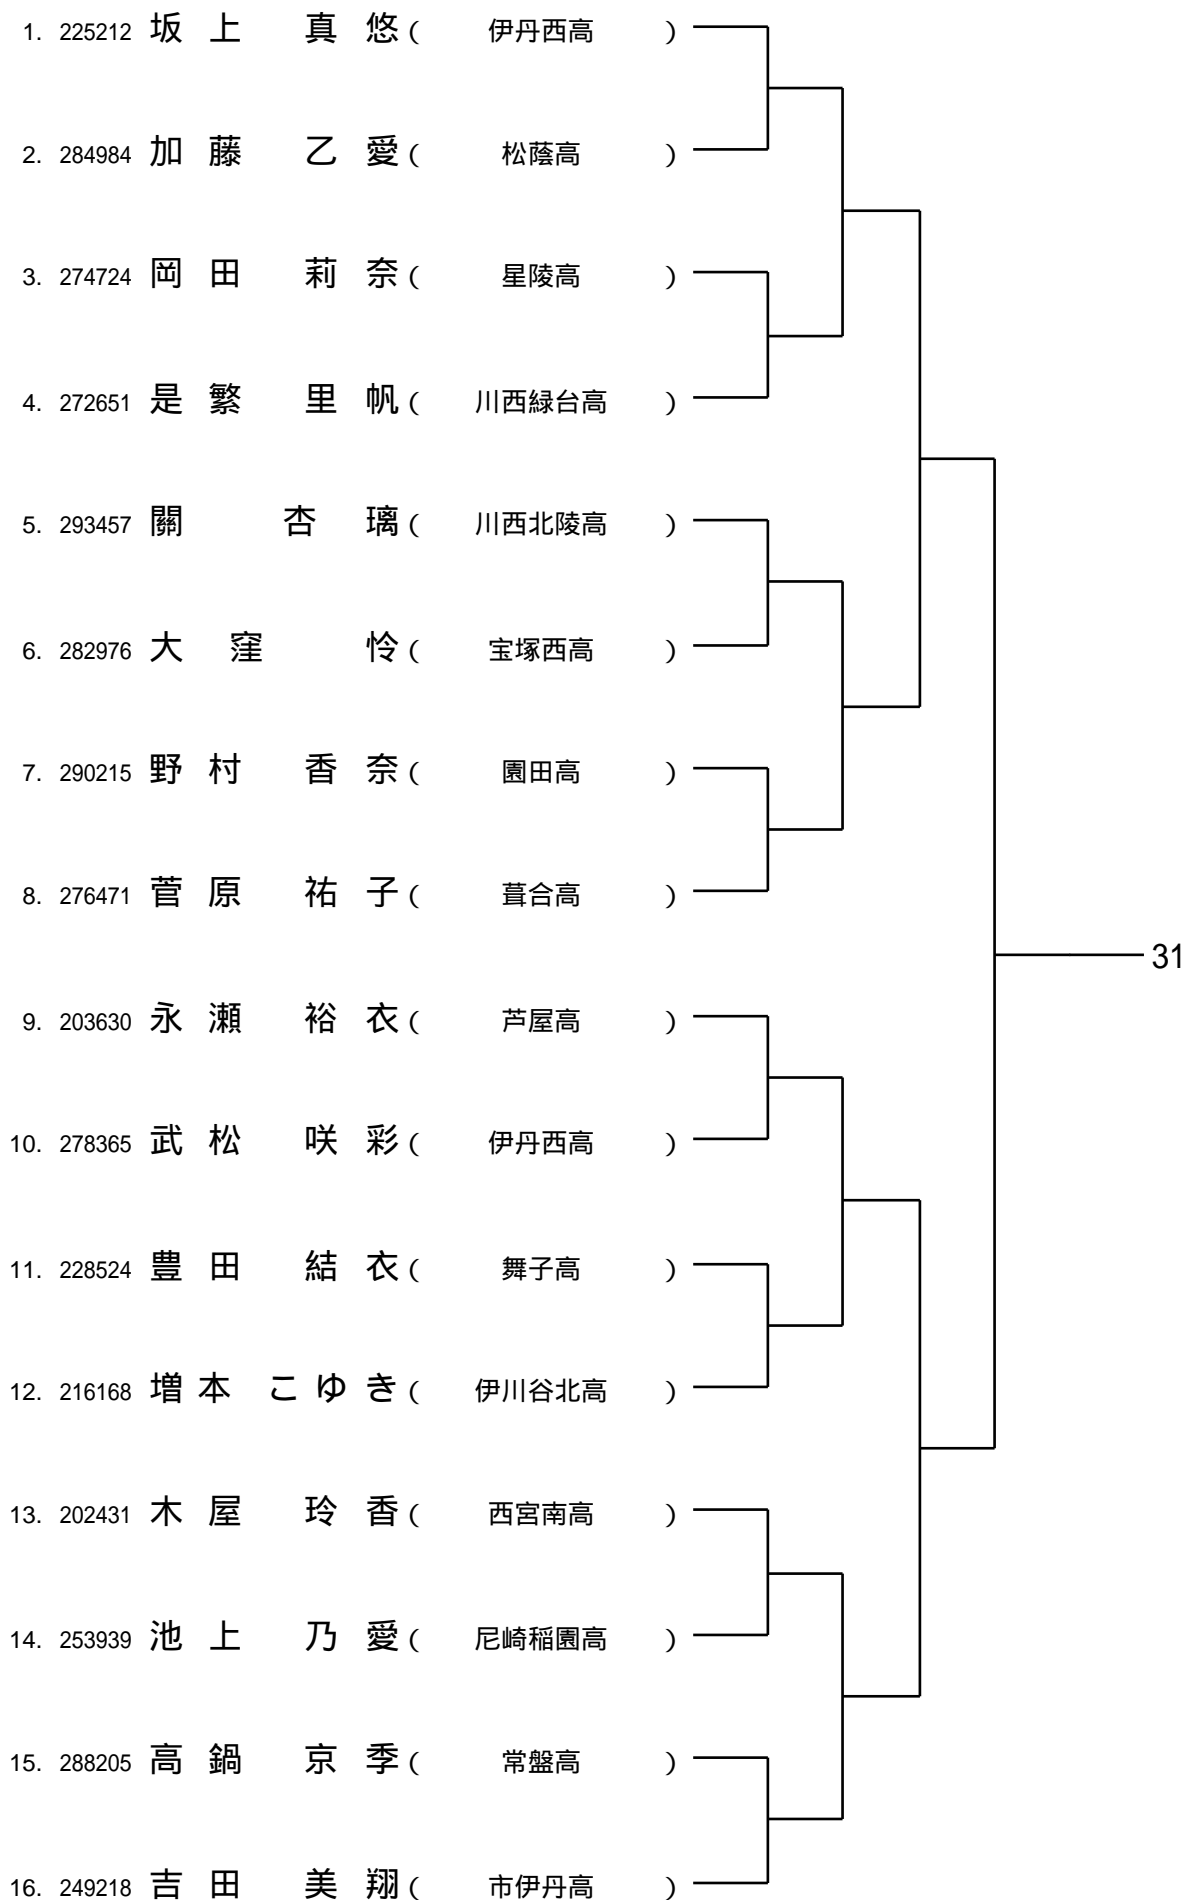 1. 225212 坂上 真悠 ( 伊丹西高 )
2. 284984 加藤 乙愛 ( 松蔭高 )
3. 274724 岡田 莉奈 ( 星陵高 )
4. 272651 是繁 里帆 ( 川西緑台高 )
5. 293457 關 杏璃 ( 川西北陵高 )
6. 282976 大窪 怜 ( 宝塚西高 )
7. 290215 野村 香奈 ( 園田高 )
8. 276471 菅原 祐子 ( 葺合高 )
31
9. 203630 永瀬 裕衣 ( 芦屋高 )
10. 278365 武松 咲彩 ( 伊丹西高 )
11. 228524 豊田 結衣 ( 舞子高 )
12. 216168 増本 こゆき ( 伊川谷北高 )
13. 202431 木屋 玲香 ( 西宮南高 )
14. 253939 池上 乃愛 ( 尼崎稲園高 )
15. 288205 高鍋 京季 ( 常盤高 )
16. 249218 吉田 美翔 ( 市伊丹高 )